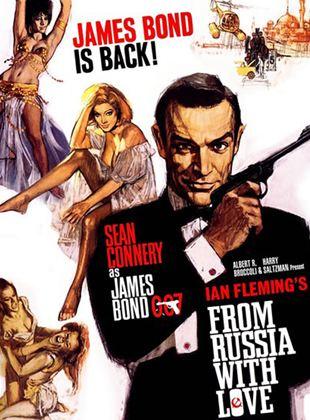 JAMES BOND
IS BACK!
SEAN
CONNERY
as
JAMES
BOND 007
ALBERT R. HARRY
BROCCOLI & SALTZMAN Present
IAN FLEMING'S
FROM
RUSSIA
WITH
LOVE